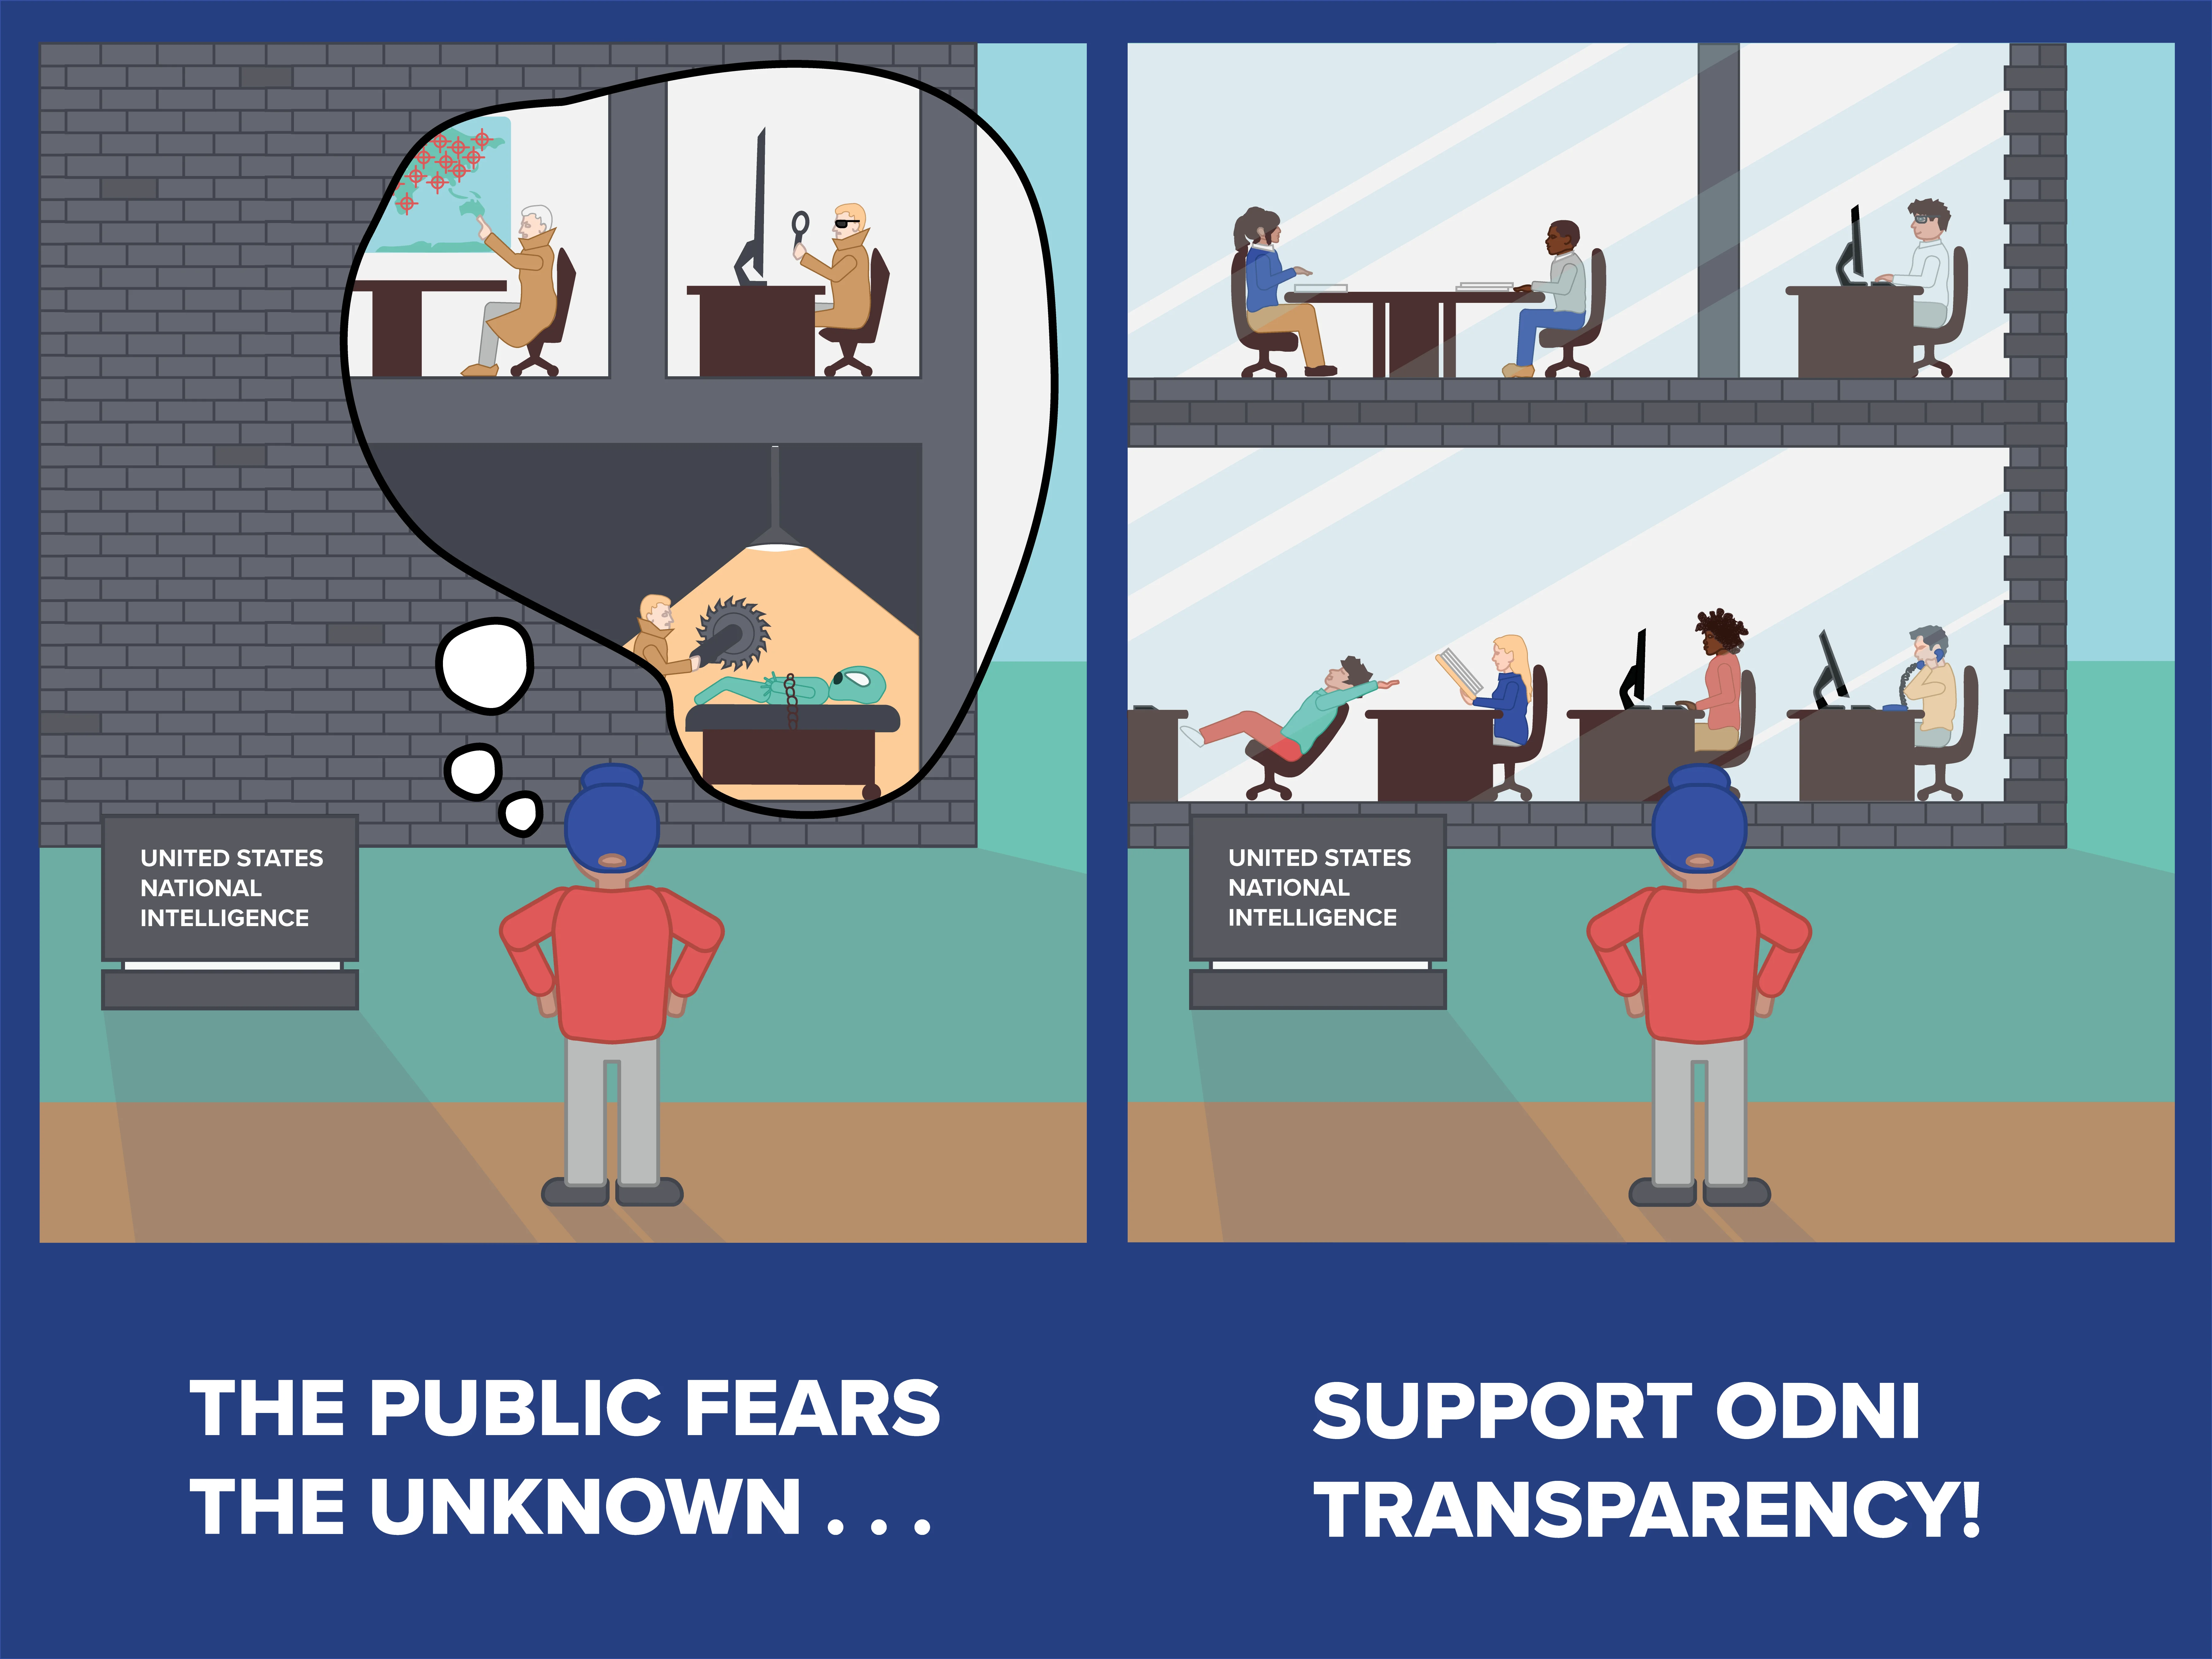 UNITED STATES
NATIONAL
INTELLIGENCE
UNITED STATES
NATIONAL
INTELLIGENCE
THE PUBLIC FEARS
THE UNKNOWN . . .
SUPPORT ODNI
TRANSPARENCY!